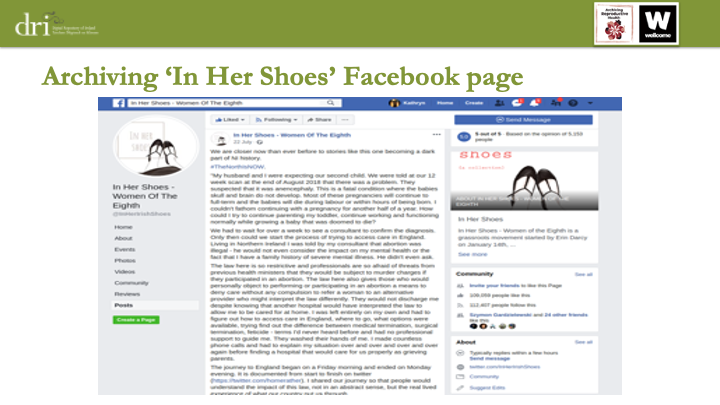 dri
Digital Repository of Ireland
Archiving Reproductive Health
W
wellcome
Archiving ‘In Her Shoes’ Facebook page
In Her Shoes - Women Of The Eighth
Kathryn
Home
Create
Liked
Following
Share
Send Message
IN HER
SHOE
In Her Shoes -
Women Of The
Eighth
@InHerIrishShoes
Home
About
Events
Photos
Videos
Community
Reviews
Posts
Create a Page
In Her Shoes - Women Of The Eighth
22 July
We are closer now than ever before to stories like this one becoming a dark
part of NI history.
#TheNorthIsNOW:
"My husband and I were expecting our second child. We were told at our 12
week scan at the end of August 2018 that there was a problem. They
suspected that it was anencephaly. This is a fatal condition where the babies
skull and brain do not develop. Most of these pregnancies will continue to
full-term and the babies will die during labour or within hours of being born. I
couldn't fathom continuing with a pregnancy for another half of a year. How
could I try to continue parenting my toddler, continue working and functioning
normally while growing a baby that was doomed to die?
We had to wait for over a week to see a consultant to confirm the diagnosis.
Only then could we start the process of trying to access care in England.
Living in Northern Ireland I was told by my consultant that abortion was
illegal - he would not even consider the impact on my mental health or the
fact that I have a family history of severe mental illness. He didn't even ask.
The law here is so restrictive and professionals are so afraid of threats from
previous health ministers that they would be subject to murder charges if
they participated in an abortion. The law here also gives those who would
personally object to performing or participating in an abortion a means to
deny care without any compulsion to refer a woman to an alternative
provider who might interpret the law differently. They would not discharge me
despite knowing that another hospital would have interpreted the law to
allow me to be cared for at home. I was left entirely on my own and had to
figure out how to access care in England, where to go, what options were
available, trying find out the difference between medical termination, surgical
termination, feticide - terms I'd never heard before and had no professional
support to guide me. They washed their hands of me. I made countless
phone calls and had to explain my situation over and over and over and over
again before finding a hospital that would care for us properly as grieving
parents.
The journey to England began on a Friday morning and ended on Monday
evening. It is documented from start to finish on twitter
(https://twitter.com/homerather). I shared our journey so that people would
understand the impact of this law, not in an abstract sense, but the real lived
experience of what our country put us through.
5.0
5 out of 5 · Based on the opinion of 5,153
people
shoes
ABOUT IN HER SHOES - WOMEN OF THE
EIGHTH
In Her Shoes
In Her Shoes - Women of the Eighth is a
grassroots movement started by Erin Darcy
on January 14th, ...
See more
Community
See all
Invite your friends to like this Page
109,059 people like this
112,407 people follow this
Szymon Gardzielewski and 24 other friends
like this
About
See all
Typically replies within a few hours
Send message
twitter.com/InHerIrishShoes
Community
Suggest Edits